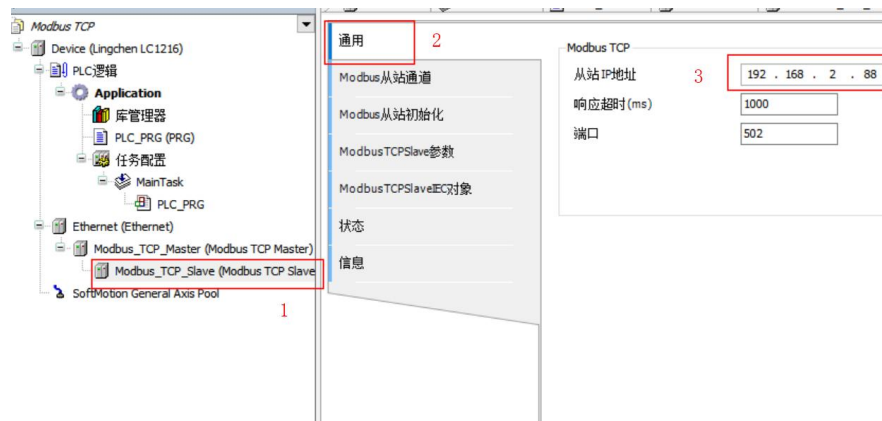 Modbus TCP
Device (Lingchen LC1216)
PLC逻辑
Application
库管理器
PLC_PRG (PRG)
任务配置
MainTask
PLC_PRG
Ethernet (Ethernet)
Modbus_TCP_Master (Modbus TCP Master)
Modbus_TCP_Slave (Modbus TCP Slave
SoftMotion General Axis Pool
1
通用
2
Modbus从站通道
Modbus从站初始化
ModbusTCPSlave参数
ModbusTCPSlaveIEC对象
状态
信息
Modbus TCP
从站IP地址
3
192 . 168 . 2 . 88
响应超时(ms)
1000
端口
502